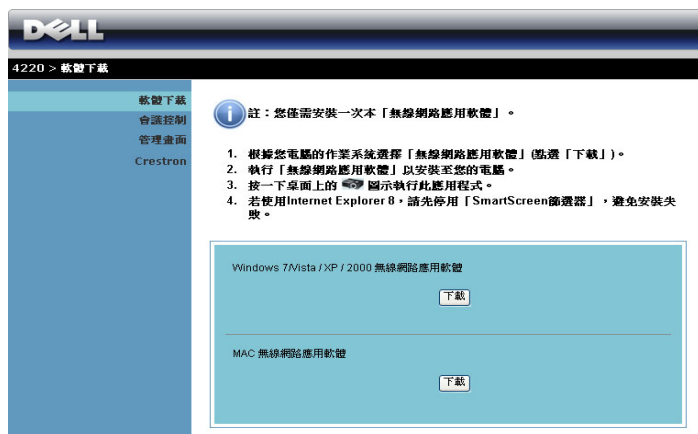 DELL
4220 > 軟體下載
軟體下載
會議控制
管理畫面
Crestron
註：您僅需安裝一次本「無線網路應用軟體」。
1. 根據您電腦的作業系統選擇「無線網路應用軟體」(點選「下載」)。
2. 執行「無線網路應用軟體」以安裝至您的電腦。
3. 按一下桌面上的 圖示執行此應用程式。
4. 若使用Internet Explorer 8，請先停用「SmartScreen篩選器」，避免安裝失
敗。
Windows 7/Vista / XP / 2000 無線網路應用軟體
下載
MAC 無線網路應用軟體
下載